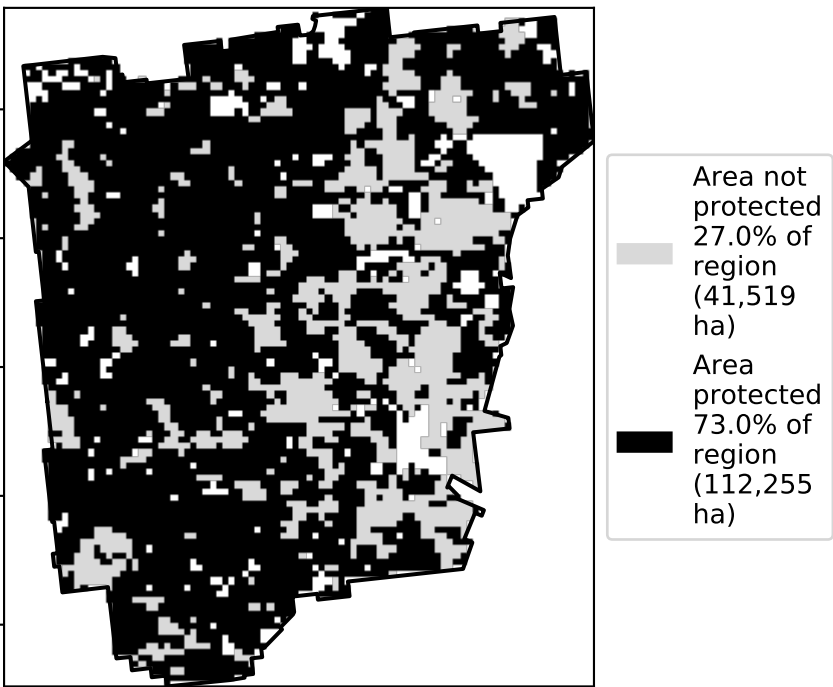 Area not
protected
27.0% of
region
(41,519
ha)
Area
protected
73.0% of
region
(112,255
ha)